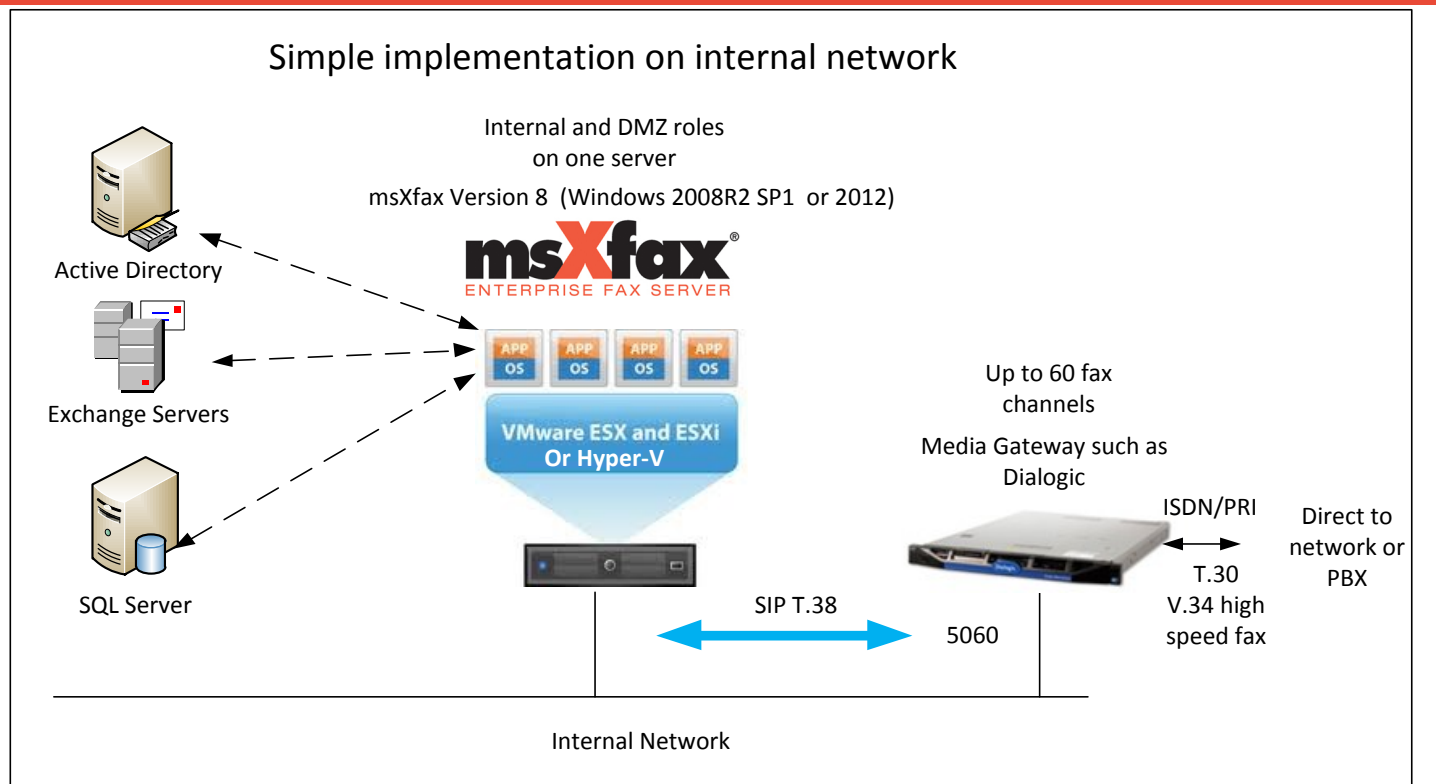 Simple implementation on internal network
Internal and DMZ roles
on one server
msXfax Version 8 (Windows 2008R2 SP1 or 2012)
msXfax®
ENTERPRISE FAX SERVER
Active Directory
Exchange Servers
SQL Server
APP
OS
APP
OS
APP
OS
APP
OS
VMware ESX and ESXi
Or Hyper-V
Up to 60 fax
channels
Media Gateway such as
Dialogic
Dialogic
ISDN/PRI
T.30
V.34 high
speed fax
Direct to
network or
PBX
SIP T.38
5060
Internal Network